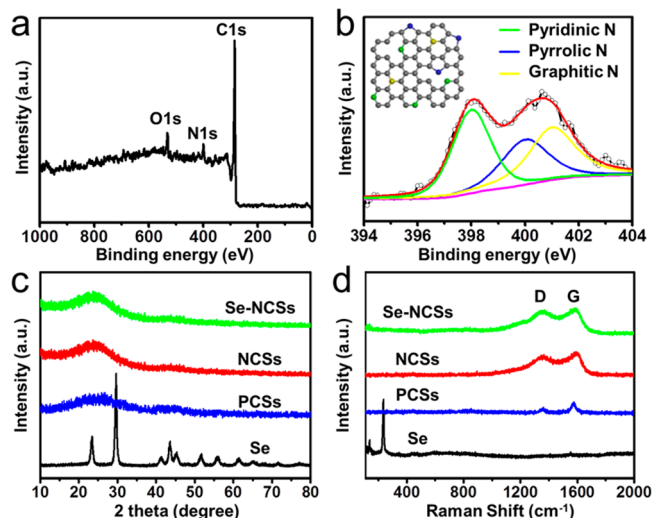 a
C1s
O1s
N1s
Intensity (a.u.)
1000 800 600 400 200 0
Binding energy (eV)
b
Pyridinic N
Pyrrolic N
Graphitic N
Intensity (a.u.)
394 396 398 400 402 404
Binding energy (eV)
c
Se-NCSs
NCSs
PCSs
Se
Intensity (a.u.)
10 20 30 40 50 60 70 80
2 theta (degree)
d
D G
Se-NCSs
NCSs
PCSs
Se
Intensity (a.u.)
400 800 1200 1600 2000
Raman Shift (cm-1)